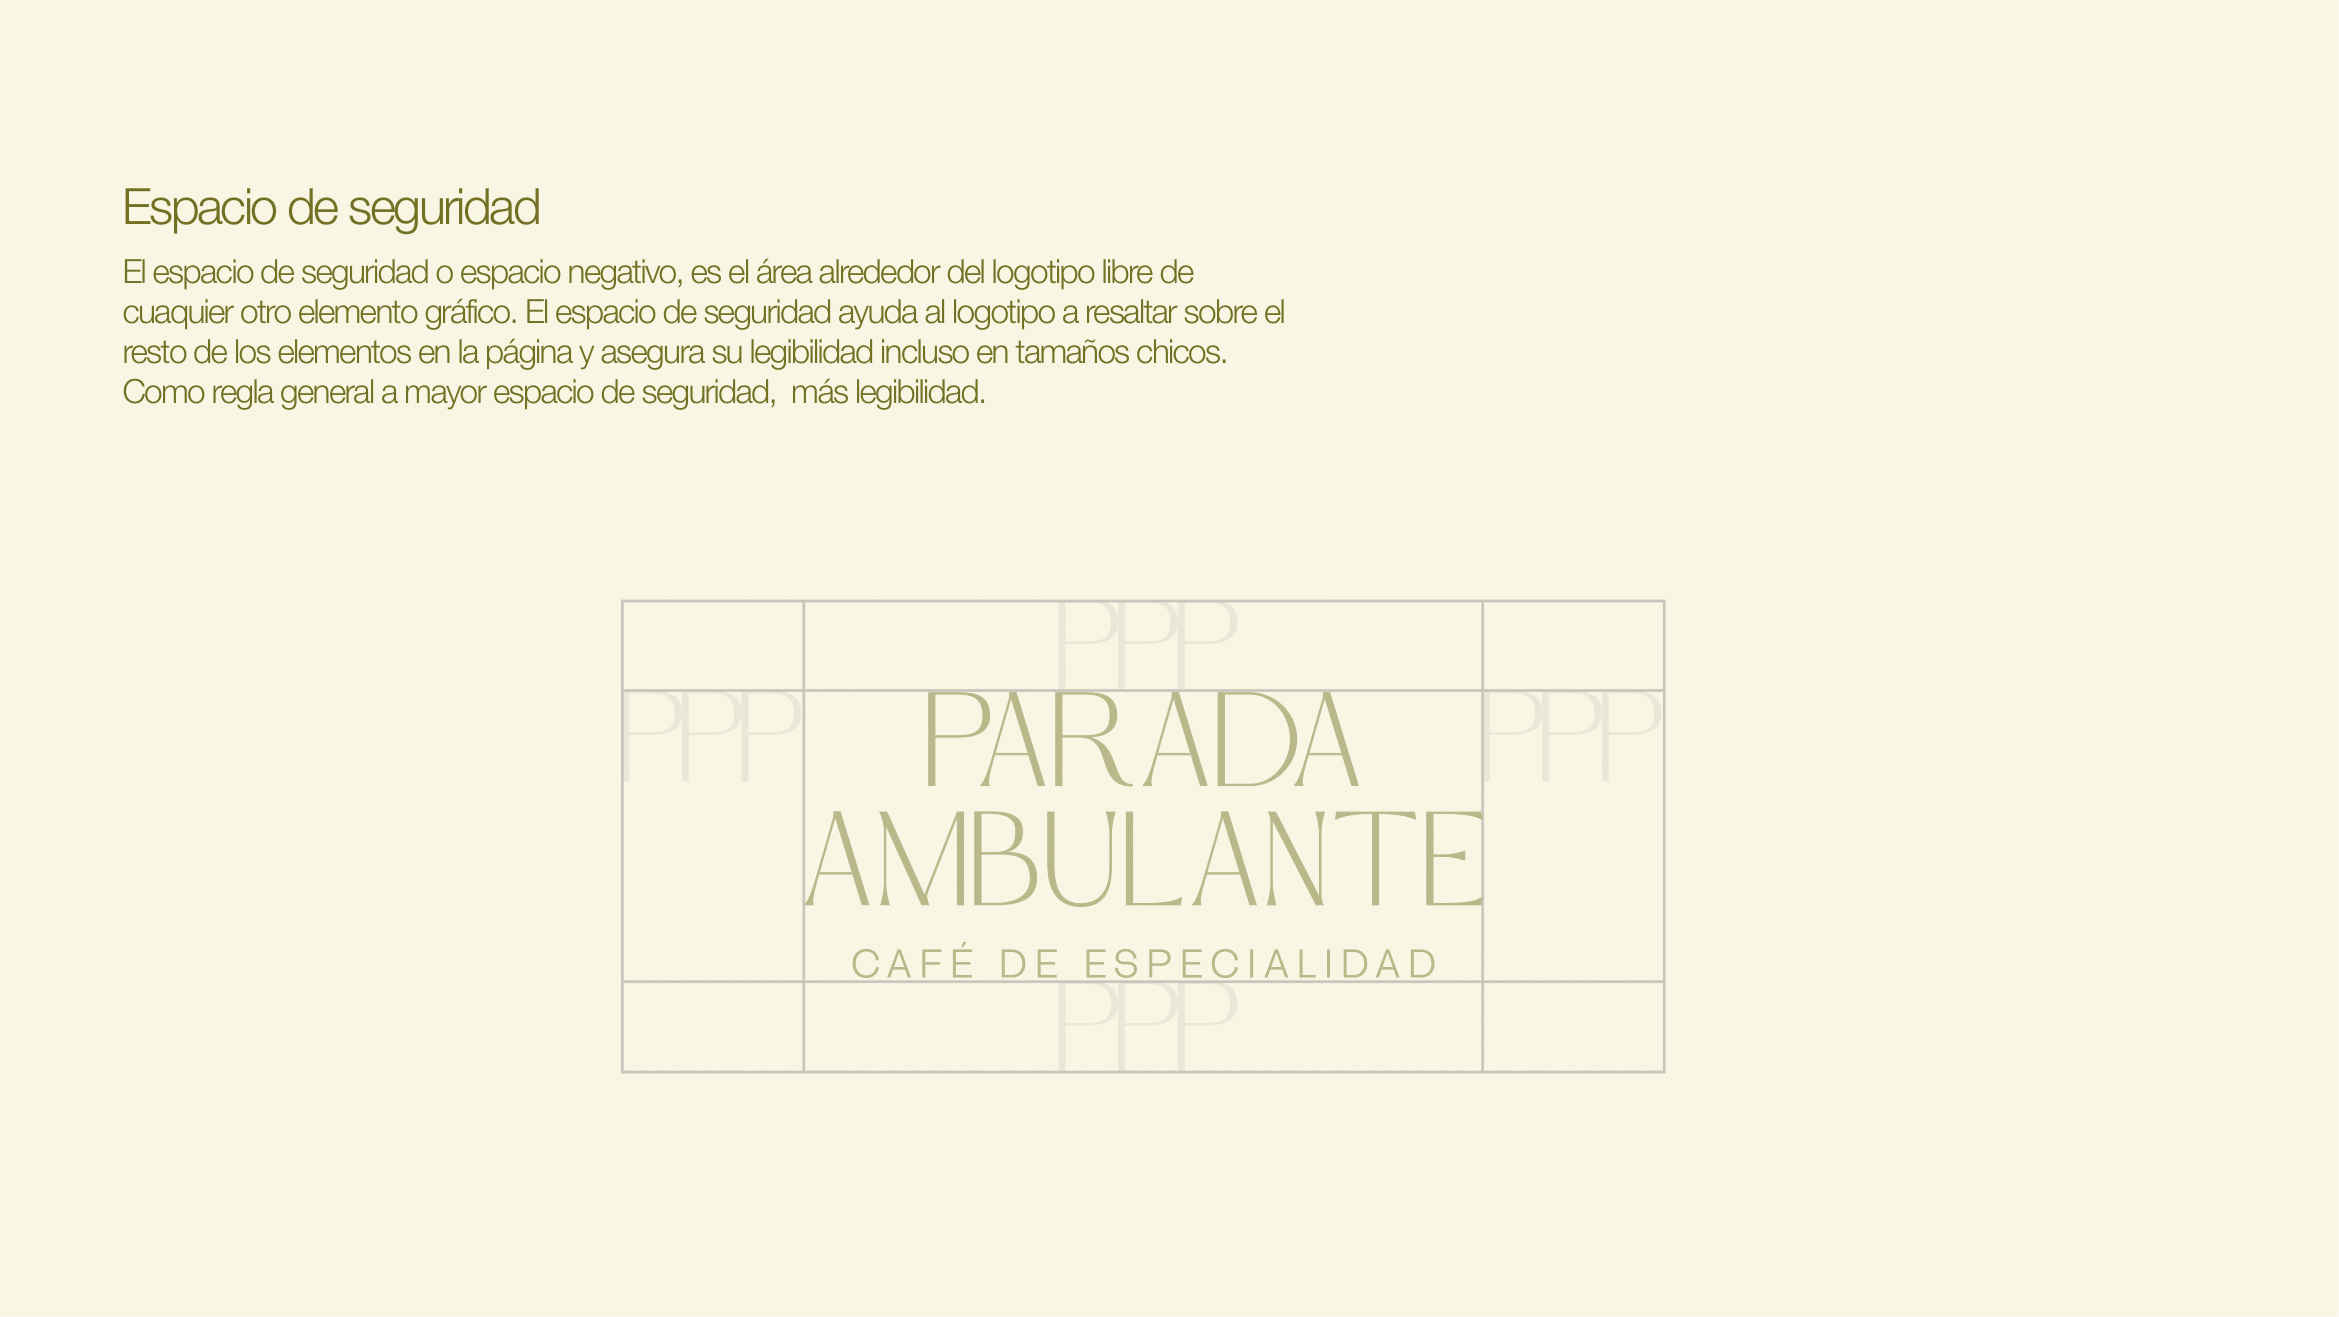 Espacio de seguridad
El espacio de seguridad o espacio negativo, es el área alrededor del logotipo libre de
cuaquier otro elemento gráfico. El espacio de seguridad ayuda al logotipo a resaltar sobre el
resto de los elementos en la página y asegura su legibilidad incluso en tamaños chicos.
Como regla general a mayor espacio de seguridad,  más legibilidad.
PPP
PPP
PARADA
PPP
AMBULANTE
CAFÉ DE ESPECIALIDAD
PPP